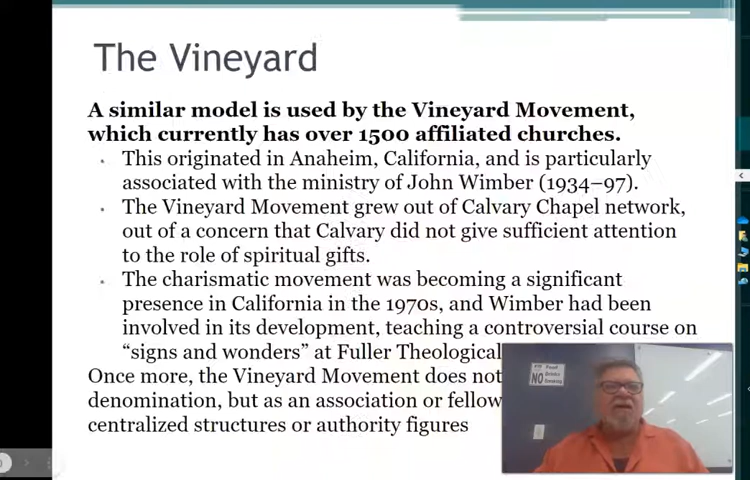 The Vineyard
A similar model is used by the Vineyard Movement,
which currently has over 1500 affiliated churches.
This originated in Anaheim, California, and is particularly
associated with the ministry of John Wimber (1934–97).
The Vineyard Movement grew out of Calvary Chapel network,
out of a concern that Calvary did not give sufficient attention
to the role of spiritual gifts.
The charismatic movement was becoming a significant
presence in California in the 1970s, and Wimber had been
involved in its development, teaching a controversial course on
“signs and wonders” at Fuller Theological
Once more, the Vineyard Movement does not
denomination, but as an association or fellow
centralized structures or authority figures
NO